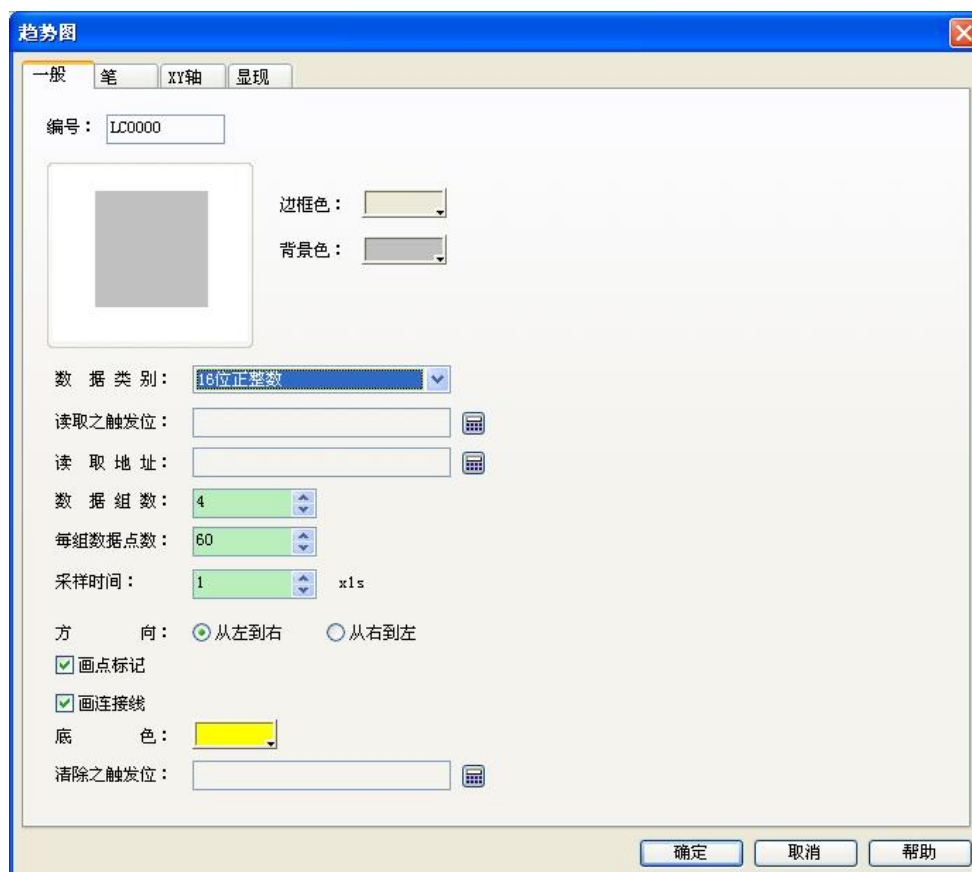 趋势图
一般 笔 XY轴 显现
编号： LC0000
边框色：
背景色：
数 据 类 别： 16位正整数
读取之触发位：
读 取 地 址：
数 据 组 数： 4
每组数据点数： 60
采样时间： 1 x1s
方 向： 从左到右 从右到左
画点标记
画连接线
底 色：
清除之触发位：
确定 取消 帮助